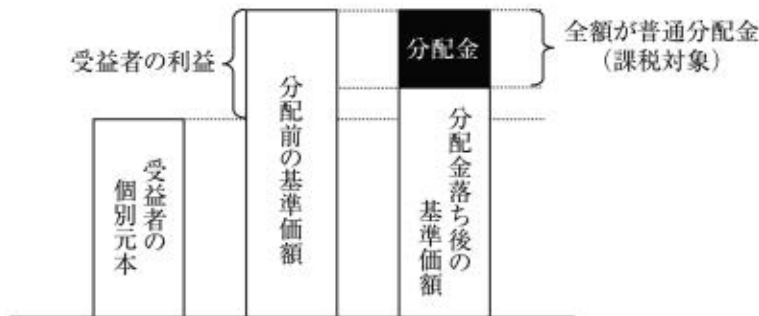 受益者の利益
分配金
全額が普通分配金
（課税対象）
受益者の
個別元本
分配前の基準価額
分配金落ち後の
基準価額